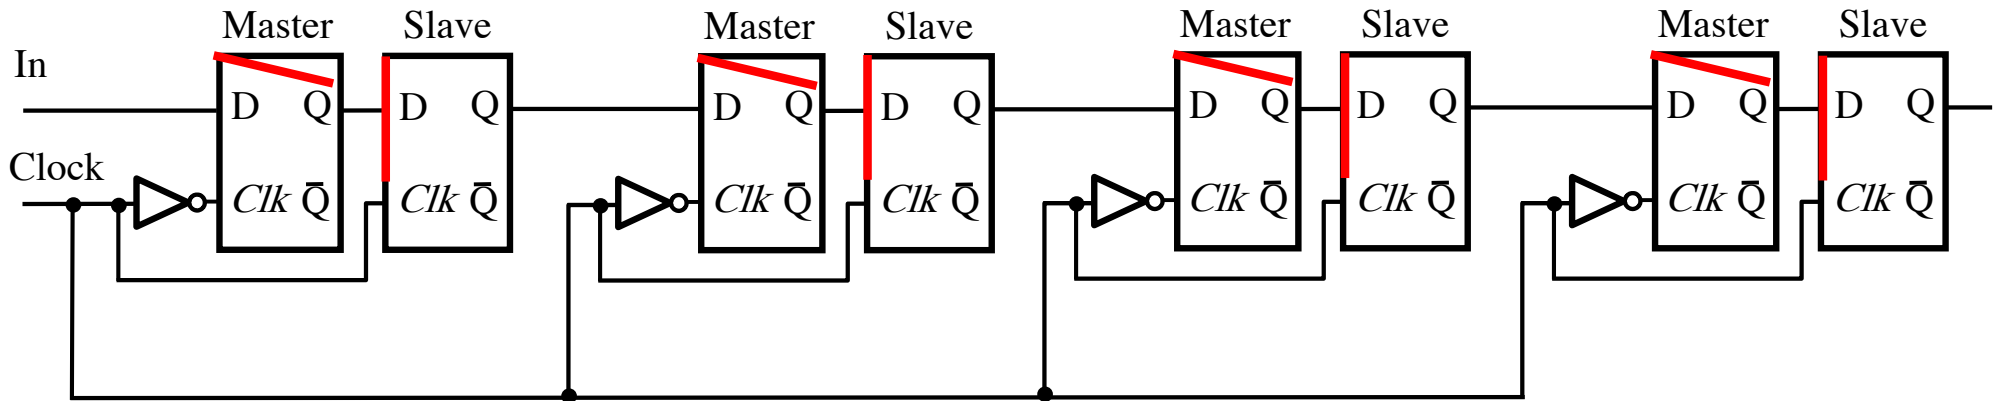 Master Slave Master Slave Master Slave Master Slave
In
D Q D Q D Q D Q D Q D Q D Q D Q
Clock
Clk Q̄ Clk Q̄ Clk Q̄ Clk Q̄ Clk Q̄ Clk Q̄ Clk Q̄ Clk Q̄